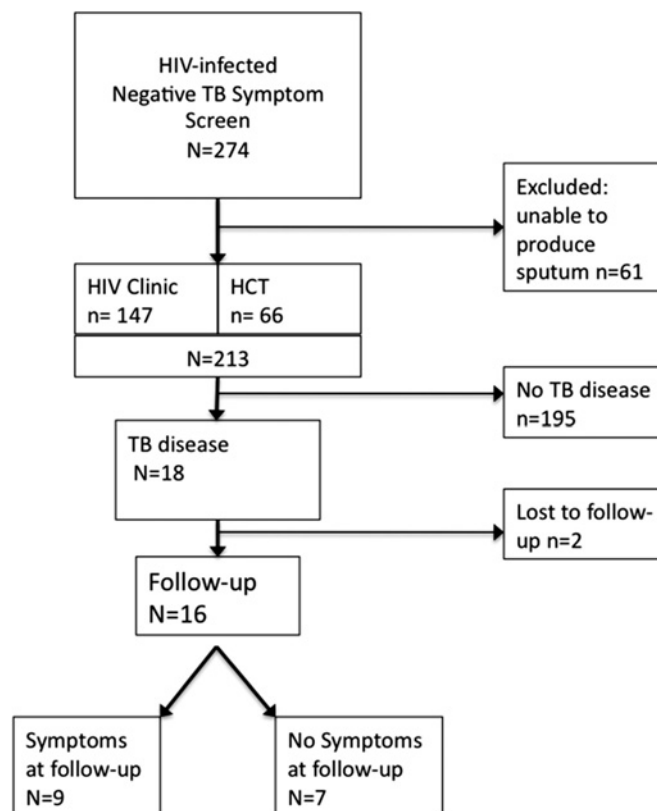 HIV-infected
Negative TB Symptom
Screen
N=274
Excluded:
unable to
produce
sputum n=61
HIV Clinic
n= 147
HCT
n= 66
N=213
No TB disease
n=195
TB disease
N=18
Lost to follow-
up n=2
Follow-up
N=16
Symptoms
at follow-up
N=9
No Symptoms
at follow-up
N=7